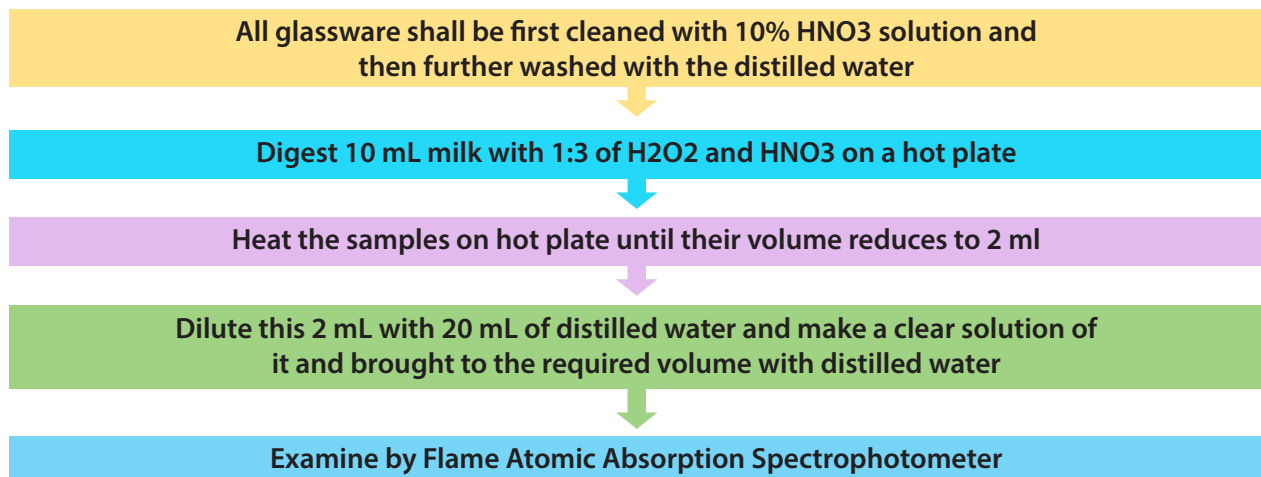 All glassware shall be first cleaned with 10% HNO3 solution and
then further washed with the distilled water
Digest 10 mL milk with 1:3 of H2O2 and HNO3 on a hot plate
Heat the samples on hot plate until their volume reduces to 2 ml
Dilute this 2 mL with 20 mL of distilled water and make a clear solution of
it and brought to the required volume with distilled water
Examine by Flame Atomic Absorption Spectrophotometer